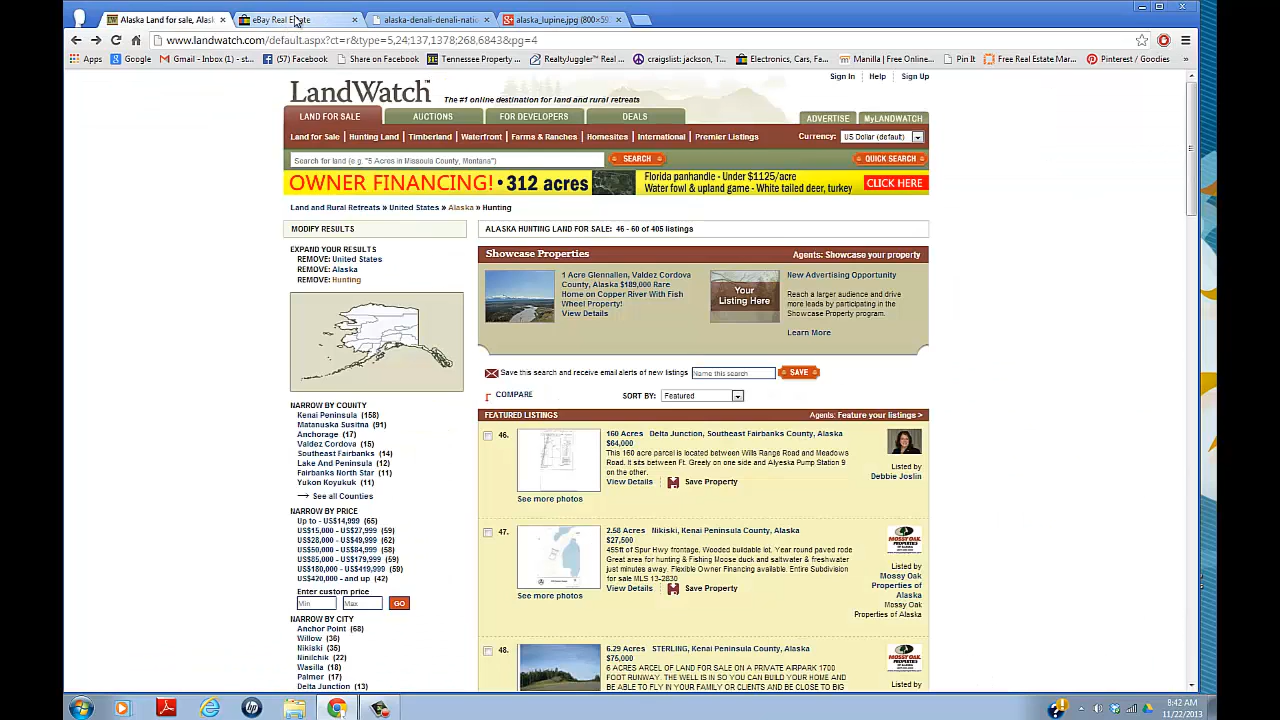 Alaska Land for sale, Alask
eBay Real Estate
alaska-denali-denali-natio
alaska_lupine.jpg (800×59
www.landwatch.com/default.aspx?ct=r&type=5,24;137,1378;268,6843&pg=4
Apps Google Gmail - Inbox (1) - st... (57) Facebook Share on Facebook Tennessee Property ... RealtyJuggler™ Real ... craigslist: jackson, T... Electronics, Cars, Fa... Manilla | Free Online... Pin It Free Real Estate Mar... Pinterest / Goodies »
Sign In | Help | Sign Up
LandWatch The #1 online destination for land and rural retreats
LAND FOR SALE AUCTIONS FOR DEVELOPERS DEALS ADVERTISE MyLANDWATCH
Land for Sale | Hunting Land | Timberland | Waterfront | Farms & Ranches | Homesites | International | Premier Listings Currency: US Dollar (default)
Search for land (e.g. "5 Acres in Missoula County, Montana") SEARCH QUICK SEARCH
OWNER FINANCING! • 312 acres
Florida panhandle - Under $1125/acre
Water fowl & upland game - White tailed deer, turkey
CLICK HERE
Land and Rural Retreats » United States » Alaska » Hunting
MODIFY RESULTS
EXPAND YOUR RESULTS
REMOVE: United States
REMOVE: Alaska
REMOVE: Hunting
NARROW BY COUNTY
Kenai Peninsula (158)
Matanuska Susitna (91)
Anchorage (17)
Valdez Cordova (15)
Southeast Fairbanks (14)
Lake And Peninsula (12)
Fairbanks North Star (11)
Yukon Koyukuk (11)
See all Counties
NARROW BY PRICE
Up to - US$14,999 (65)
US$15,000 - US$27,999 (59)
US$28,000 - US$49,999 (62)
US$50,000 - US$84,999 (58)
US$85,000 - US$179,999 (59)
US$180,000 - US$419,999 (59)
US$420,000 - and up (42)
Enter custom price
Min Max GO
NARROW BY CITY
Anchor Point (68)
Willow (36)
Nikiski (35)
Ninilchik (22)
Wasilla (18)
Palmer (17)
Delta Junction (13)
ALASKA HUNTING LAND FOR SALE: 46 - 60 of 405 listings
Showcase Properties Agents: Showcase your property
1 Acre Glennallen, Valdez Cordova
County, Alaska $189,000 Rare
Home on Copper River With Fish
Wheel Property!
View Details
Your
Listing Here
New Advertising Opportunity
Reach a larger audience and drive
more leads by participating in the
Showcase Property program.
Learn More
Save this search and receive email alerts of new listings Name this search SAVE
COMPARE SORT BY: Featured
FEATURED LISTINGS Agents: Feature your listings >
46.
160 Acres Delta Junction, Southeast Fairbanks County, Alaska
$64,000
This 160 acre parcel is located between Wills Range Road and Meadows
Road. It sits between Ft. Greely on one side and Alyeska Pump Station 9
on the other.
View Details Save Property
See more photos
Listed by
Debbie Joslin
47.
2.58 Acres Nikiski, Kenai Peninsula County, Alaska
$27,500
455ft of Spur Hwy frontage. Wooded buildable lot. Year round paved rode
Great area for hunting & Fishing Moose duck and saltwater & freshwater
just minutes away. Flexible Owner Financing available. Entire Subdivision
for sale MLS 13-2830
View Details Save Property
See more photos
MOSSY OAK
PROPERTIES
Listed by
Mossy Oak
Properties of
Alaska
Mossy Oak
Properties of Alaska
48.
6.29 Acres STERLING, Kenai Peninsula County, Alaska
$75,000
6 ACRES ARCEL OF LAND FOR SALE ON A PRIVATE AIRPARK 1700
FOOT RUNWAY. THE WELL IS IN SO YOU CAN BUILD YOUR HOME AND
BE ABLE TO FLY IN YOUR FAMILY OR CLIENTS AND BE CLOSE TO BIG
MOSSY OAK
PROPERTIES
Listed by
8:42 AM
11/22/2013